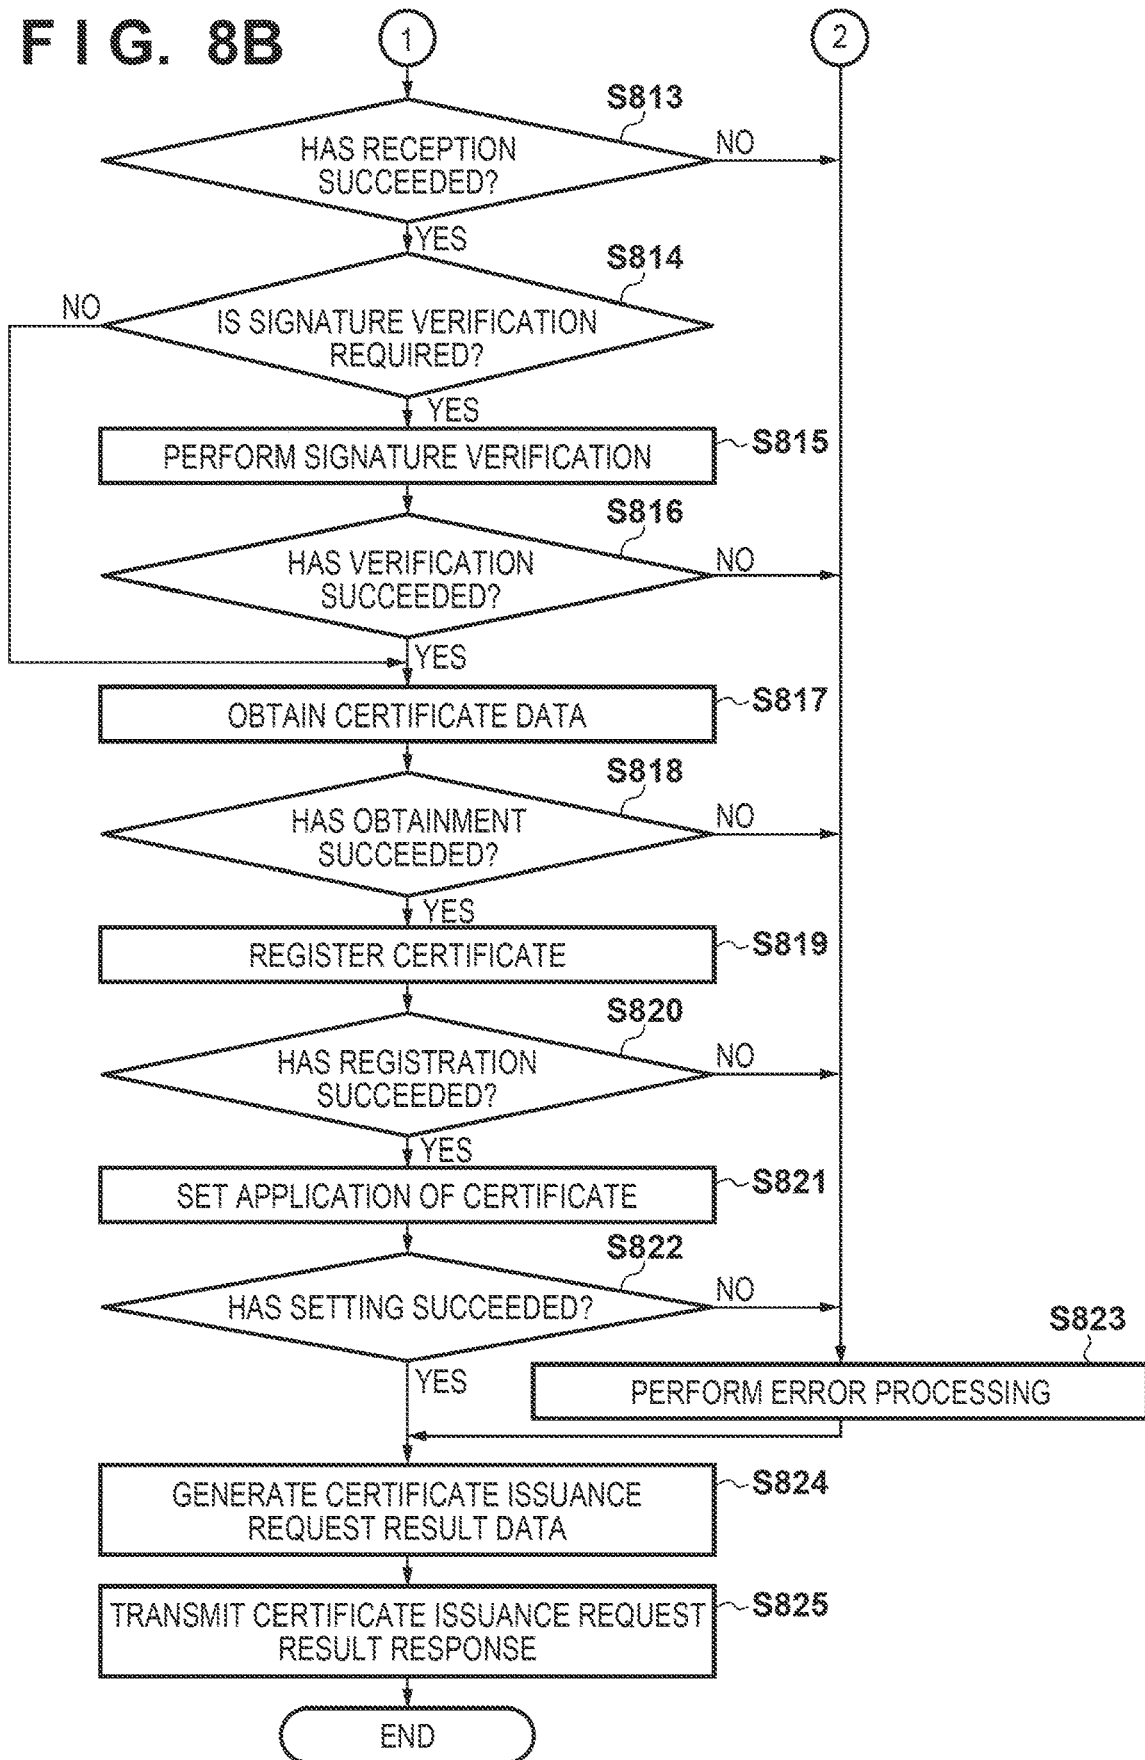 FIG. 8B
1
2
S813
HAS RECEPTION
SUCCEEDED?
NO
YES
S814
NO
IS SIGNATURE VERIFICATION
REQUIRED?
YES
PERFORM SIGNATURE VERIFICATION
S815
S816
HAS VERIFICATION
SUCCEEDED?
NO
YES
OBTAIN CERTIFICATE DATA
S817
S818
HAS OBTAINMENT
SUCCEEDED?
NO
YES
REGISTER CERTIFICATE
S819
S820
HAS REGISTRATION
SUCCEEDED?
NO
YES
SET APPLICATION OF CERTIFICATE
S821
S822
HAS SETTING SUCCEEDED?
NO
YES
S823
PERFORM ERROR PROCESSING
GENERATE CERTIFICATE ISSUANCE
REQUEST RESULT DATA
S824
TRANSMIT CERTIFICATE ISSUANCE REQUEST
RESULT RESPONSE
S825
END